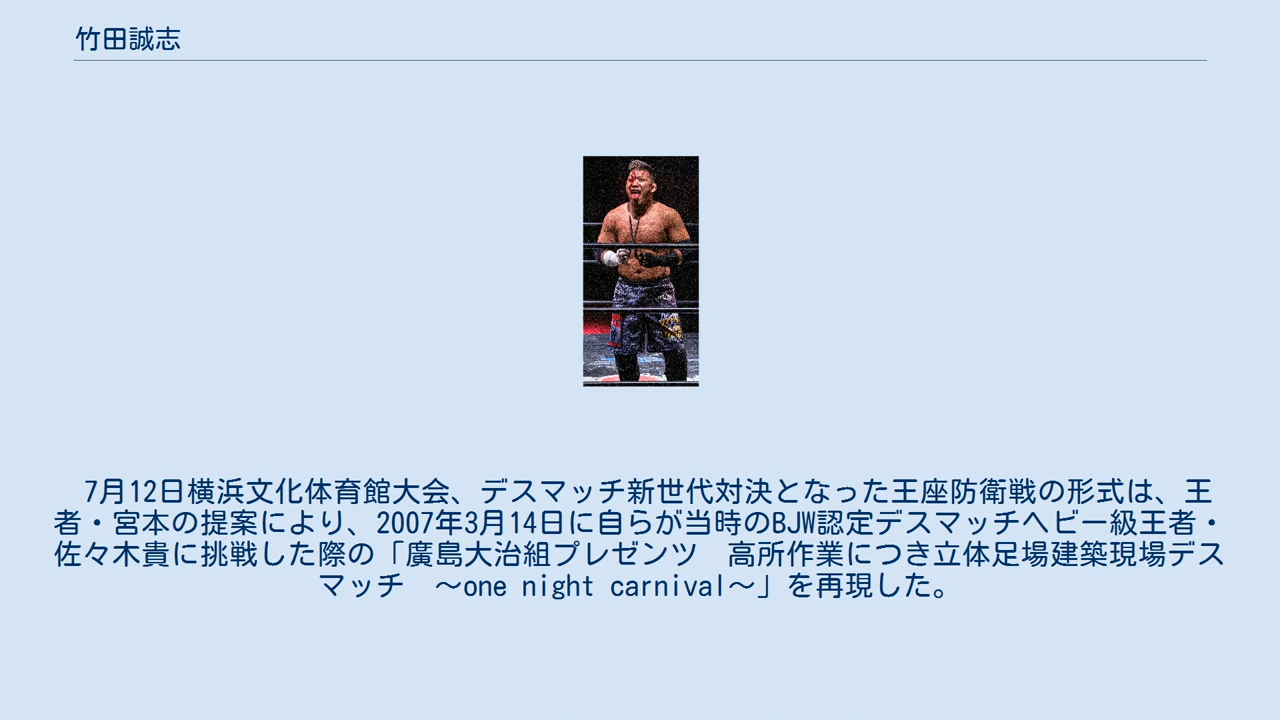 竹田誠志
7月12日横浜文化体育館大会、デスマッチ新世代対決となった王座防衛戦の形式は、王
者・宮本の提案により、2007年3月14日に自らが当時のBJW認定デスマッチヘビー級王者・
佐々木貴に挑戦した際の「廣島大治組プレゼンツ　高所作業につき立体足場建築現場デス
マッチ　〜one night carnival〜」を再現した。